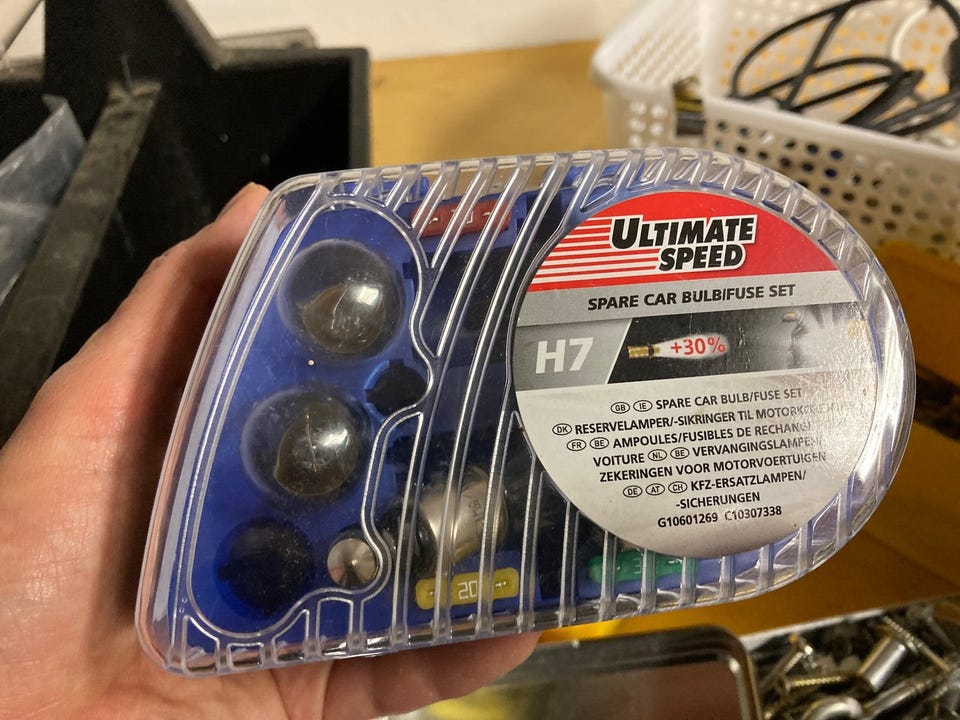 ULTIMATE
SPEED
SPARE CAR BULB/FUSE SET
H7
+30%
GB IE SPARE CAR BULB/FUSE SET
DK RESERVELAMPER/-SIKRINGER TIL
FR BE AMPOULES/FUSIBLES DE
VOITURE NL BE VERVANGINGSLAMPEN/
ZEKERINGEN VOOR MOTORVOERTUIGEN
DE AT CH KFZ-ERSATZLAMPEN/
-SICHERUNGEN
G10601269 C10307338
20